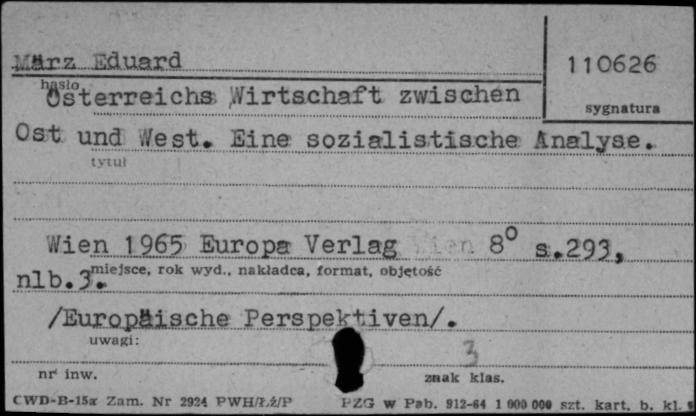 März Eduard
110626
hasło
Österreichs Wirtschaft zwischen
sygnatura
Ost und West. Eine sozialistische Analyse.
tytuł
Wien 1965 Europa Verlag Wien 8° s.293,
miejsce, rok wyd., nakładca, format, objętość
nlb.3.
/Europäische Perspektiven/.
uwagi:
3
nr inw.
znak klas.
CWD-B-15a Zam. Nr 2924 PWH/Łż/P PZG w Pab. 912-64 1 000 000 szt. kart. b. kl.